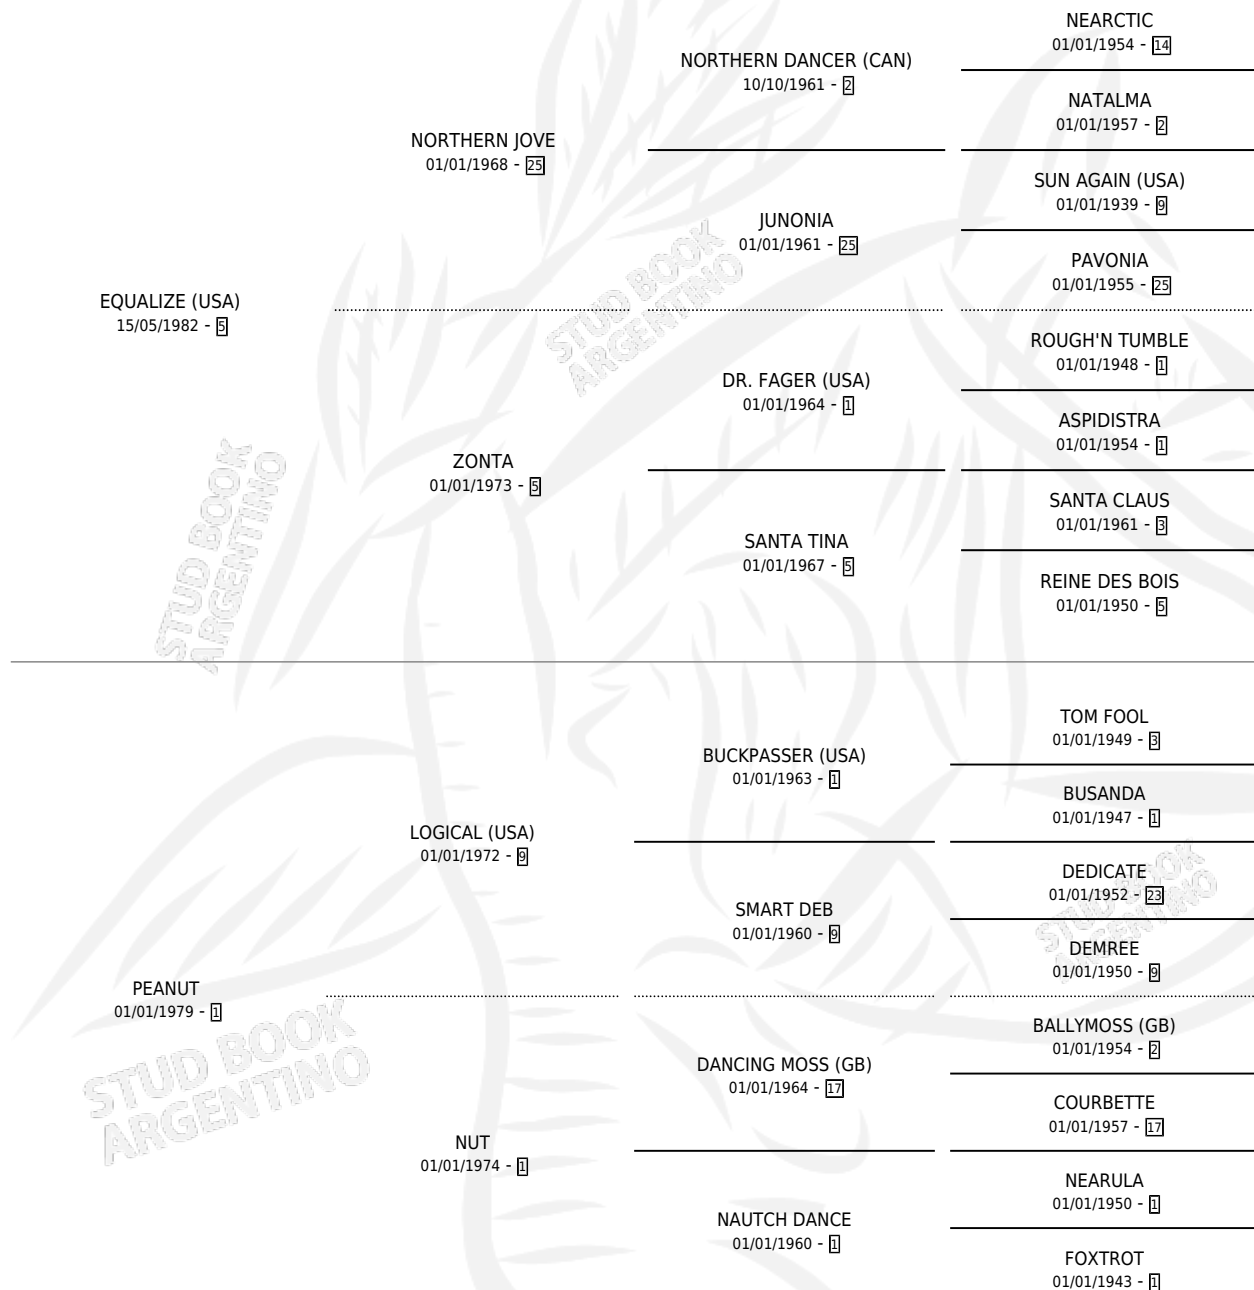 NEARCTIC
01/01/1954 - 14
NORTHERN DANCER (CAN)
10/10/1961 - 2
NATALMA
01/01/1957 - 2
NORTHERN JOVE
01/01/1968 - 25
SUN AGAIN (USA)
01/01/1939 - 9
JUNONIA
01/01/1961 - 25
PAVONIA
01/01/1955 - 25
EQUALIZE (USA)
15/05/1982 - 5
STUD BOOK
ARGENTINO
ROUGH'N TUMBLE
01/01/1948 - 1
DR. FAGER (USA)
01/01/1964 - 1
ASPIDISTRA
01/01/1954 - 1
ZONTA
01/01/1973 - 5
SANTA CLAUS
01/01/1961 - 3
SANTA TINA
01/01/1967 - 5
REINE DES BOIS
01/01/1950 - 5
STUD BOOK
ARGENTINO
TOM FOOL
01/01/1949 - 3
BUCKPASSER (USA)
01/01/1963 - 1
BUSANDA
01/01/1947 - 1
LOGICAL (USA)
01/01/1972 - 9
DEDICATE
01/01/1952 - 23
SMART DEB
01/01/1960 - 9
STUD BOOK
ARGENTINO
DEMREE
01/01/1950 - 9
PEANUT
01/01/1979 - 1
BALLYMOSS (GB)
01/01/1954 - 2
DANCING MOSS (GB)
01/01/1964 - 17
STUD BOOK
ARGENTINO
COURBETTE
01/01/1957 - 17
NUT
01/01/1974 - 1
NEARULA
01/01/1950 - 1
NAUTCH DANCE
01/01/1960 - 1
FOXTROT
01/01/1943 - 1